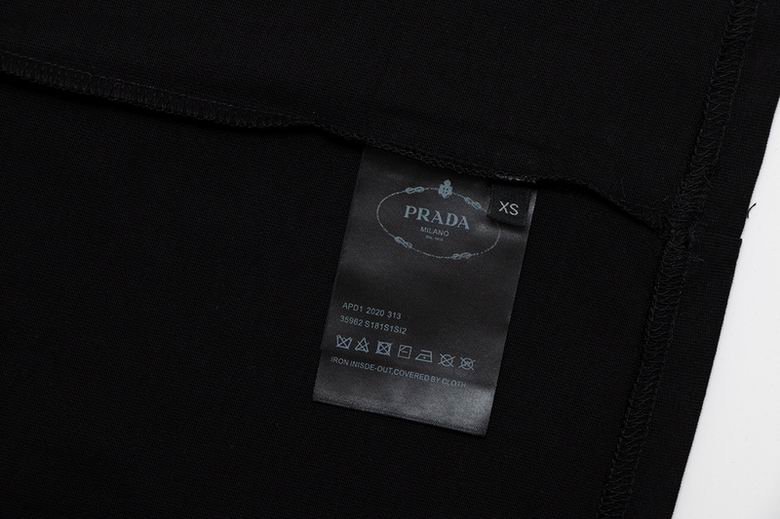 PRADA
MILANO
XS
APD1 2020 313
35962 S181S1SI2
IRON INISDE-OUT,COVERED BY CLOTH